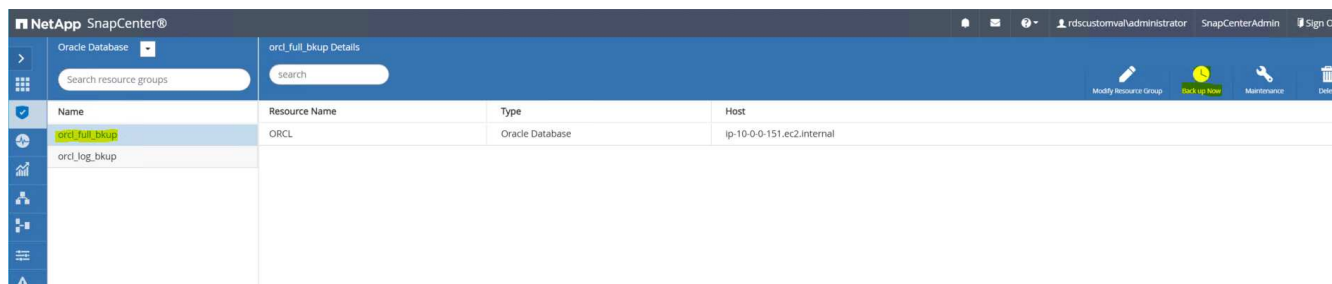 NetApp SnapCenter®
rdscustomval\administrator SnapCenterAdmin Sign O
Oracle Database
Search resource groups
Name
orcl_full_bkup
orcl_log_bkup
orcl_full_bkup Details
search
Modify Resource Group Back up Now Maintenance Dele
Resource Name Type Host
ORCL Oracle Database ip-10-0-0-151.ec2.internal